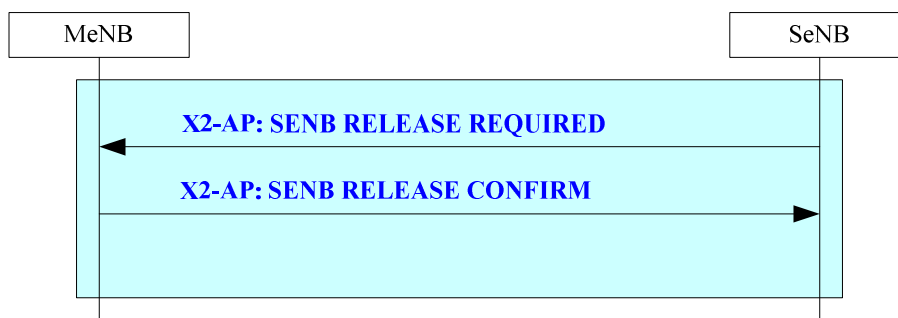 MeNB
SeNB
X2-AP: SENB RELEASE REQUIRED
X2-AP: SENB RELEASE CONFIRM